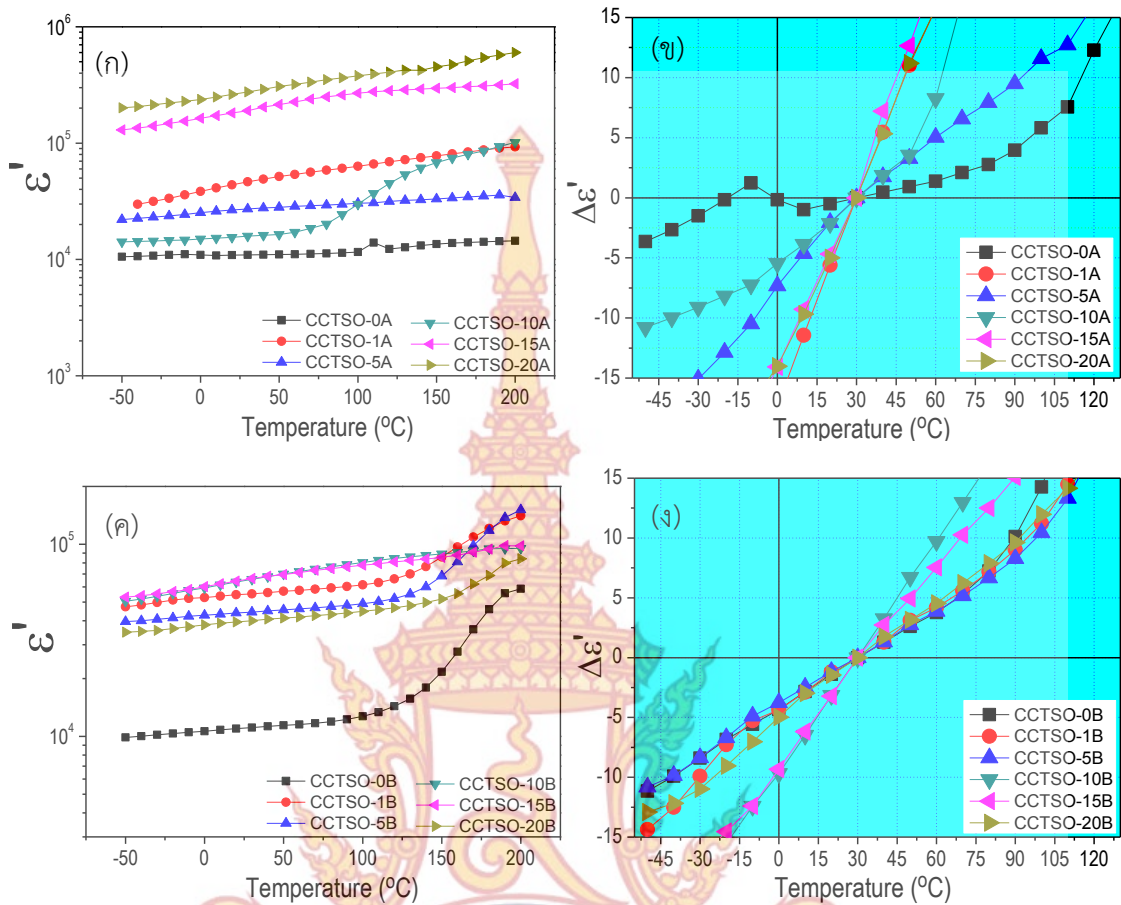 (ก)
10⁶
10⁵
10⁴
10³
ε'
CCTSO-0A
CCTSO-1A
CCTSO-5A
CCTSO-10A
CCTSO-15A
CCTSO-20A
-50 0 50 100 150 200
Temperature (°C)
(ข)
15
10
5
0
-5
-10
-15
Δε'
CCTSO-0A
CCTSO-1A
CCTSO-5A
CCTSO-10A
CCTSO-15A
CCTSO-20A
-45 -30 -15 0 15 30 45 60 75 90 105 120
Temperature (°C)
(ค)
10⁵
10⁴
ε'
CCTSO-0B
CCTSO-1B
CCTSO-5B
CCTSO-10B
CCTSO-15B
CCTSO-20B
-50 0 50 100 150 200
Temperature (°C)
(ง)
15
10
5
0
-5
-10
-15
Δε'
CCTSO-0B
CCTSO-1B
CCTSO-5B
CCTSO-10B
CCTSO-15B
CCTSO-20B
-45 -30 -15 0 15 30 45 60 75 90 105 120
Temperature (°C)